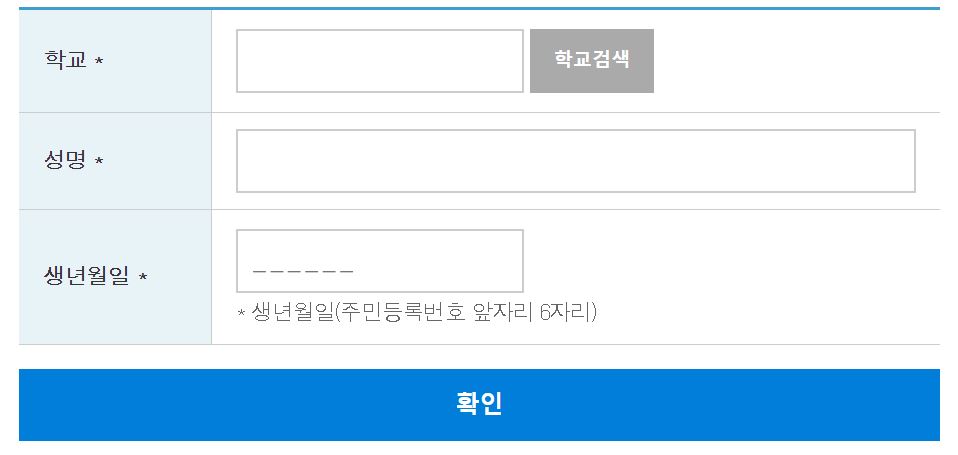 학교 *
학교검색
성명 *
생년월일 *
______
* 생년월일(주민등록번호 앞자리 6자리)
확인